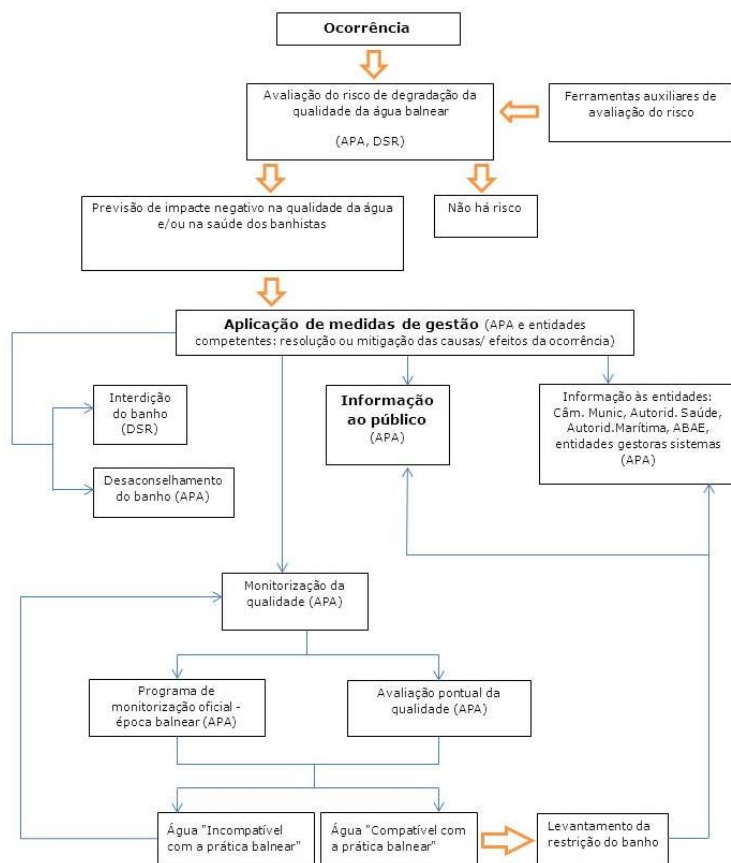 Ocorrência
Avaliação do risco de degradação da
qualidade da água balnear
(APA, DSR)
Ferramentas auxiliares de
avaliação do risco
Previsão de impacte negativo na qualidade da água
e/ou na saúde dos banhistas
Não há risco
Aplicação de medidas de gestão (APA e entidades
competentes: resolução ou mitigação das causas/ efeitos da ocorrência)
Interdição
do banho
(DSR)
Desaconselhamento
do banho (APA)
Informação
ao público
(APA)
Informação às entidades:
Câm. Munic, Autorid. Saúde,
Autorid.Marítima, ABAE,
entidades gestoras sistemas
(APA)
Monitorização da
qualidade (APA)
Programa de
monitorização oficial -
época balnear (APA)
Avaliação pontual da
qualidade (APA)
Água "Incompatível
com a prática balnear"
Água "Compatível com
a prática balnear"
Levantamento da
restrição do banho